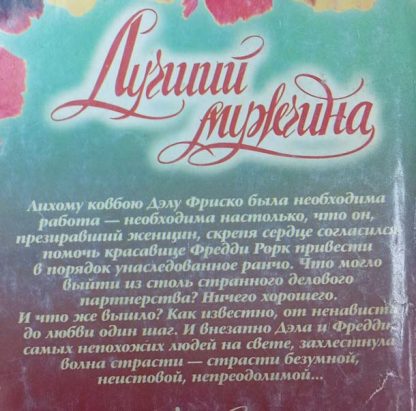 Лучший
мужчина
Лихому ковбою Дэлу Фриско была необходима
работа — необходима настолько, что он,
презиравший женщин, скрепя сердце согласился
помочь красавице Фредди Рорк привести
в порядок унаследованное ранчо. Что могло
выйти из столь странного делового
партнерства? Ничего хорошего.
И что же вышло? Как известно, от ненависти
до любви один шаг. И внезапно Дэла и Фредди,
самых непохожих людей на свете, захлестнула
волна страсти — страсти безумной,
неистовой, непреодолимой...